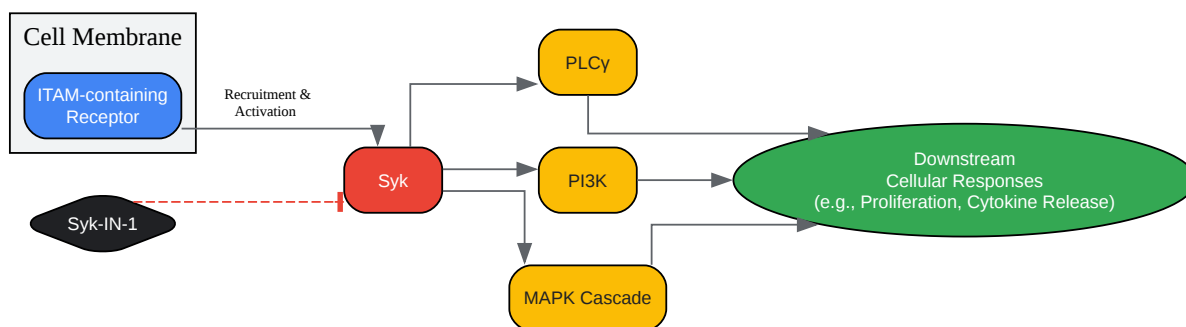 Cell Membrane
ITAM-containing
Receptor
Recruitment &
Activation
Syk
Syk-IN-1
PLCγ
PI3K
MAPK Cascade
Downstream
Cellular Responses
(e.g., Proliferation, Cytokine Release)